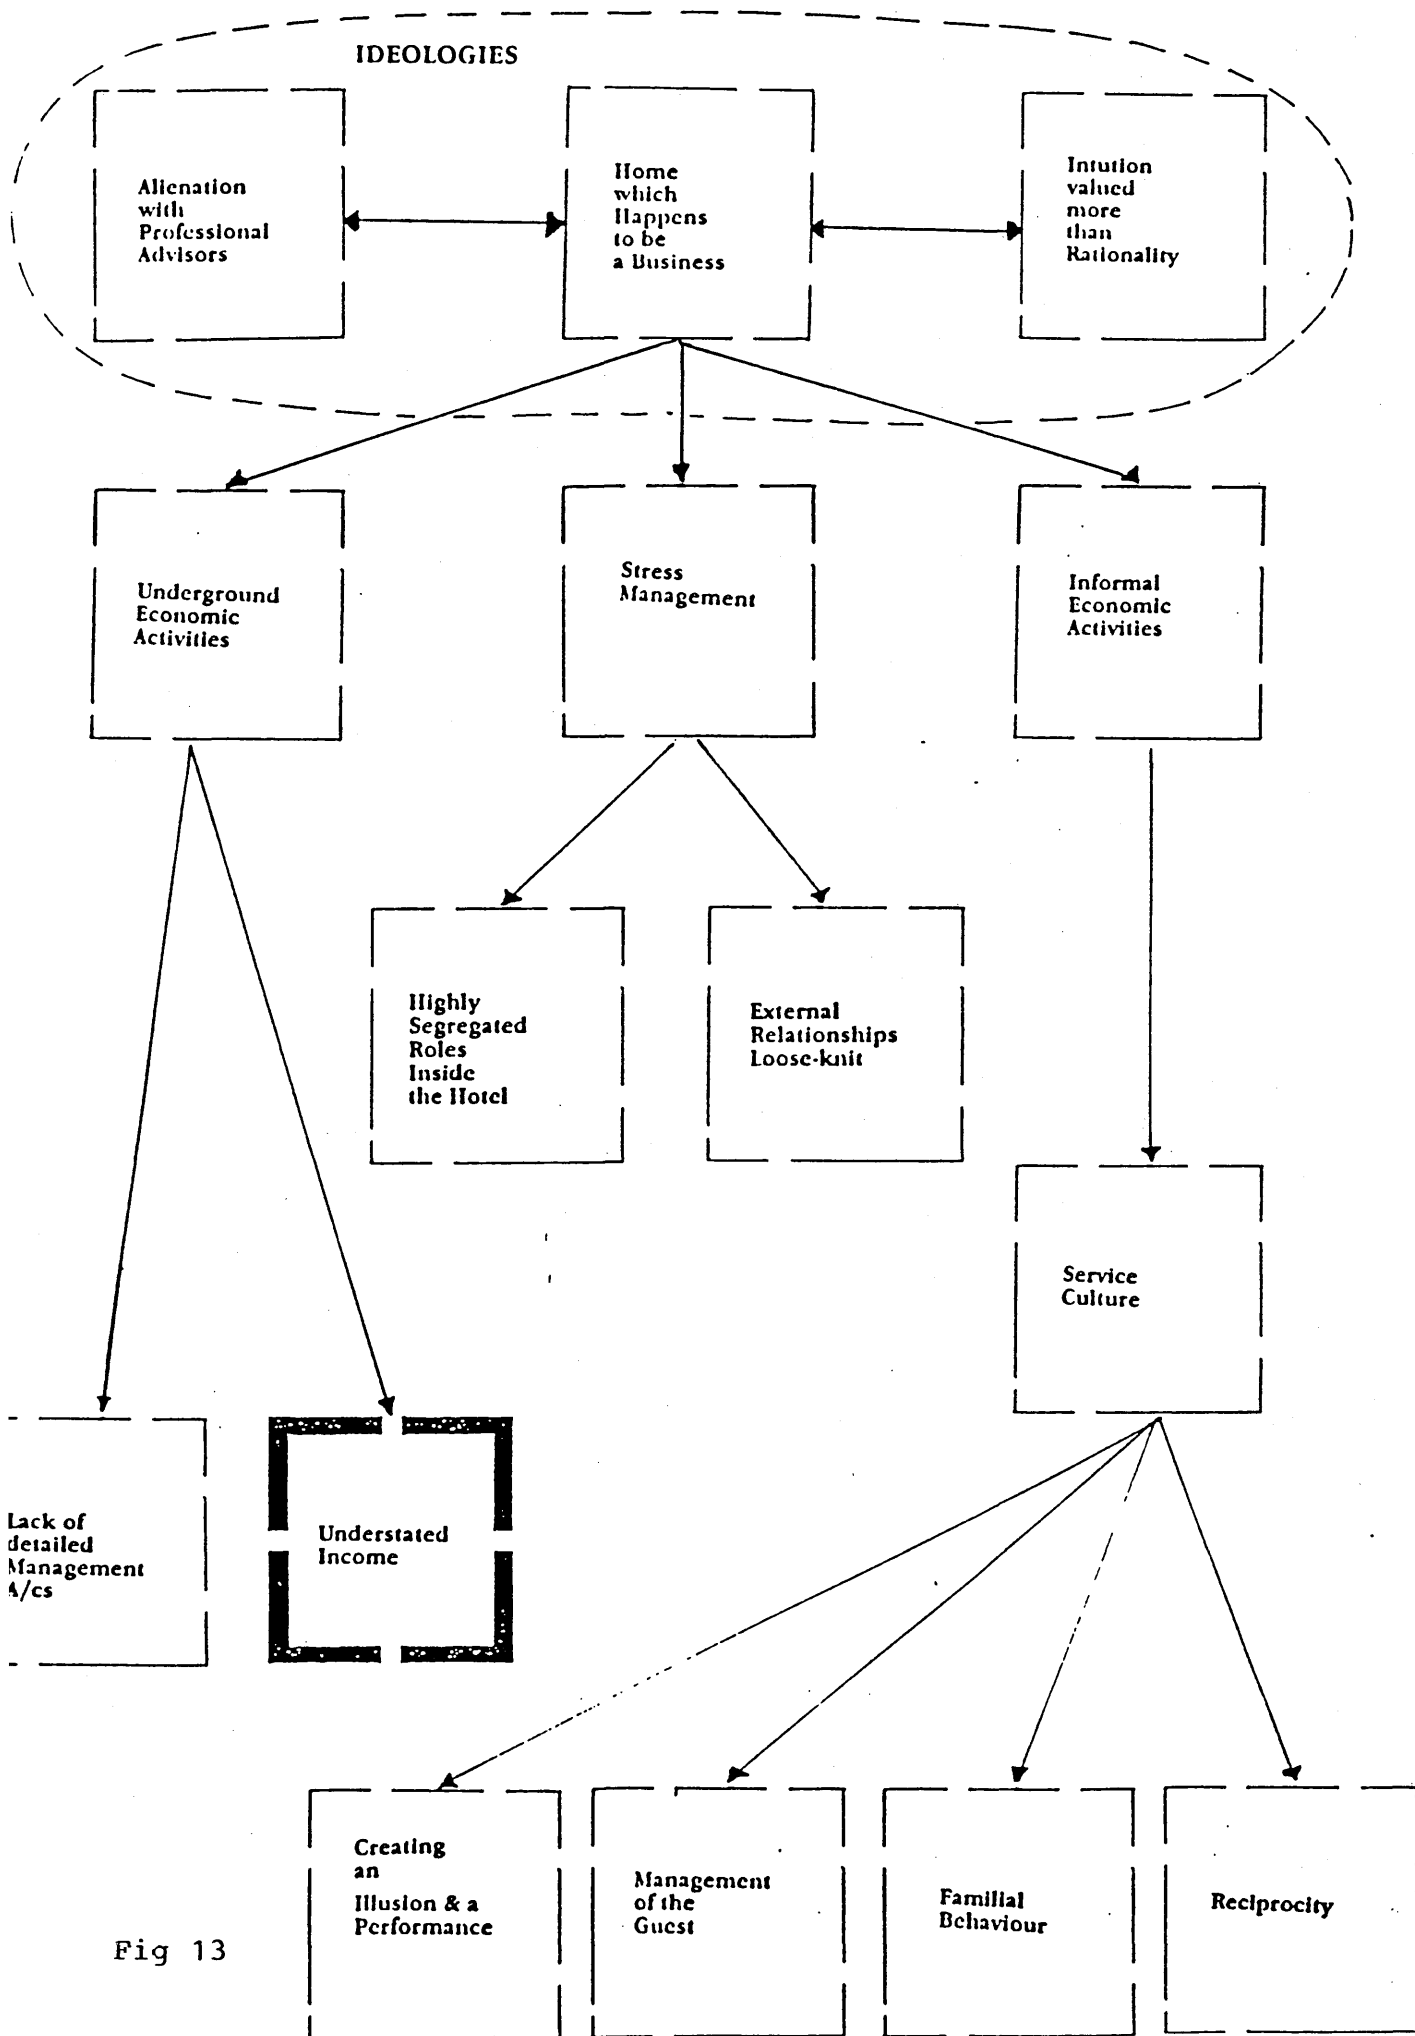 IDEOLOGIES
Alienation
with
Professional
Advisors
Home
which
Happens
to be
a Business
Intution
valued
more
than
Rationality
Underground
Economic
Activities
Stress
Management
Informal
Economic
Activities
Highly
Segregated
Roles
Inside
the Hotel
External
Relationships
Loose-knit
Service
Culture
Lack of
detailed
Management
A/cs
Understated
Income
Creating
an
Illusion & a
Performance
Management
of the
Guest
Familial
Behaviour
Reciprocity
Fig 13